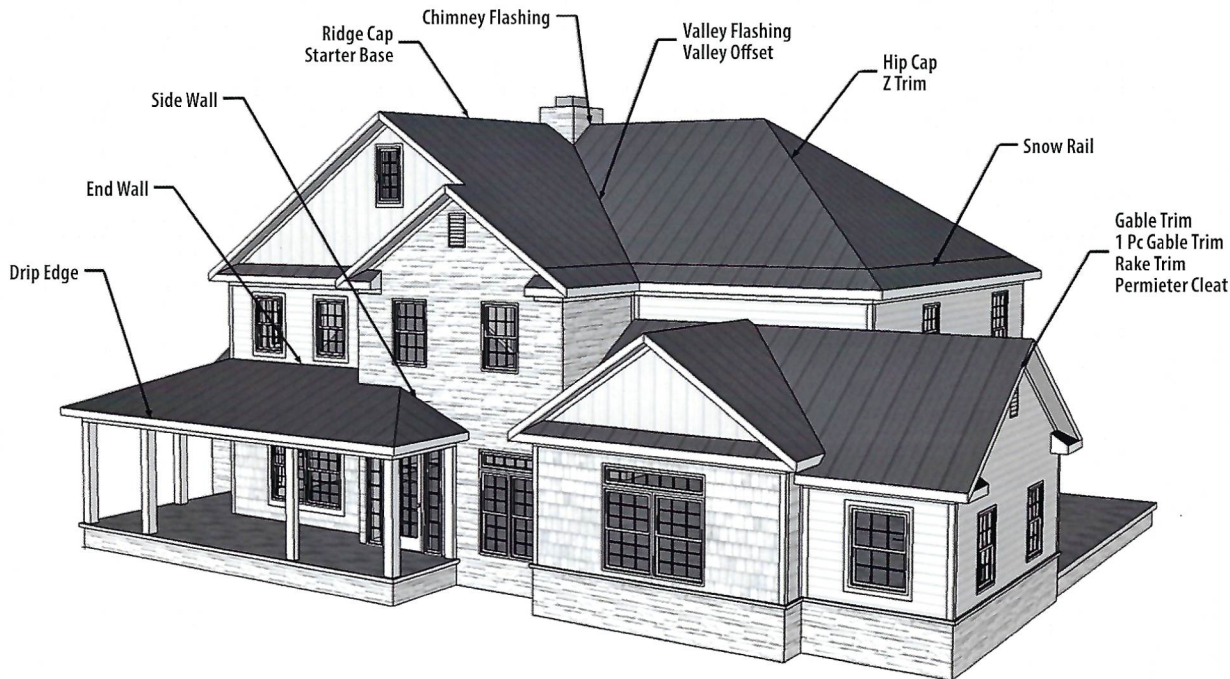 Chimney Flashing
Ridge Cap
Starter Base
Valley Flashing
Valley Offset
Hip Cap
Z Trim
Side Wall
Snow Rail
End Wall
Gable Trim
1 Pc Gable Trim
Rake Trim
Permieter Cleat
Drip Edge